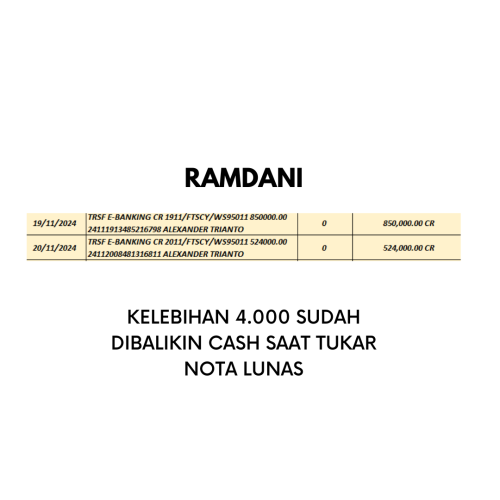 RAMDANI
19/11/2024 TRSF E-BANKING CR 1911/FTSCY/WS95011 850000.00 0 850,000.00 CR
24111913485216798 ALEXANDER TRIANTO
20/11/2024 TRSF E-BANKING CR 2011/FTSCY/WS95011 524000.00 0 524,000.00 CR
24112008481316811 ALEXANDER TRIANTO
KELEBIHAN 4.000 SUDAH
DIBALIKIN CASH SAAT TUKAR
NOTA LUNAS